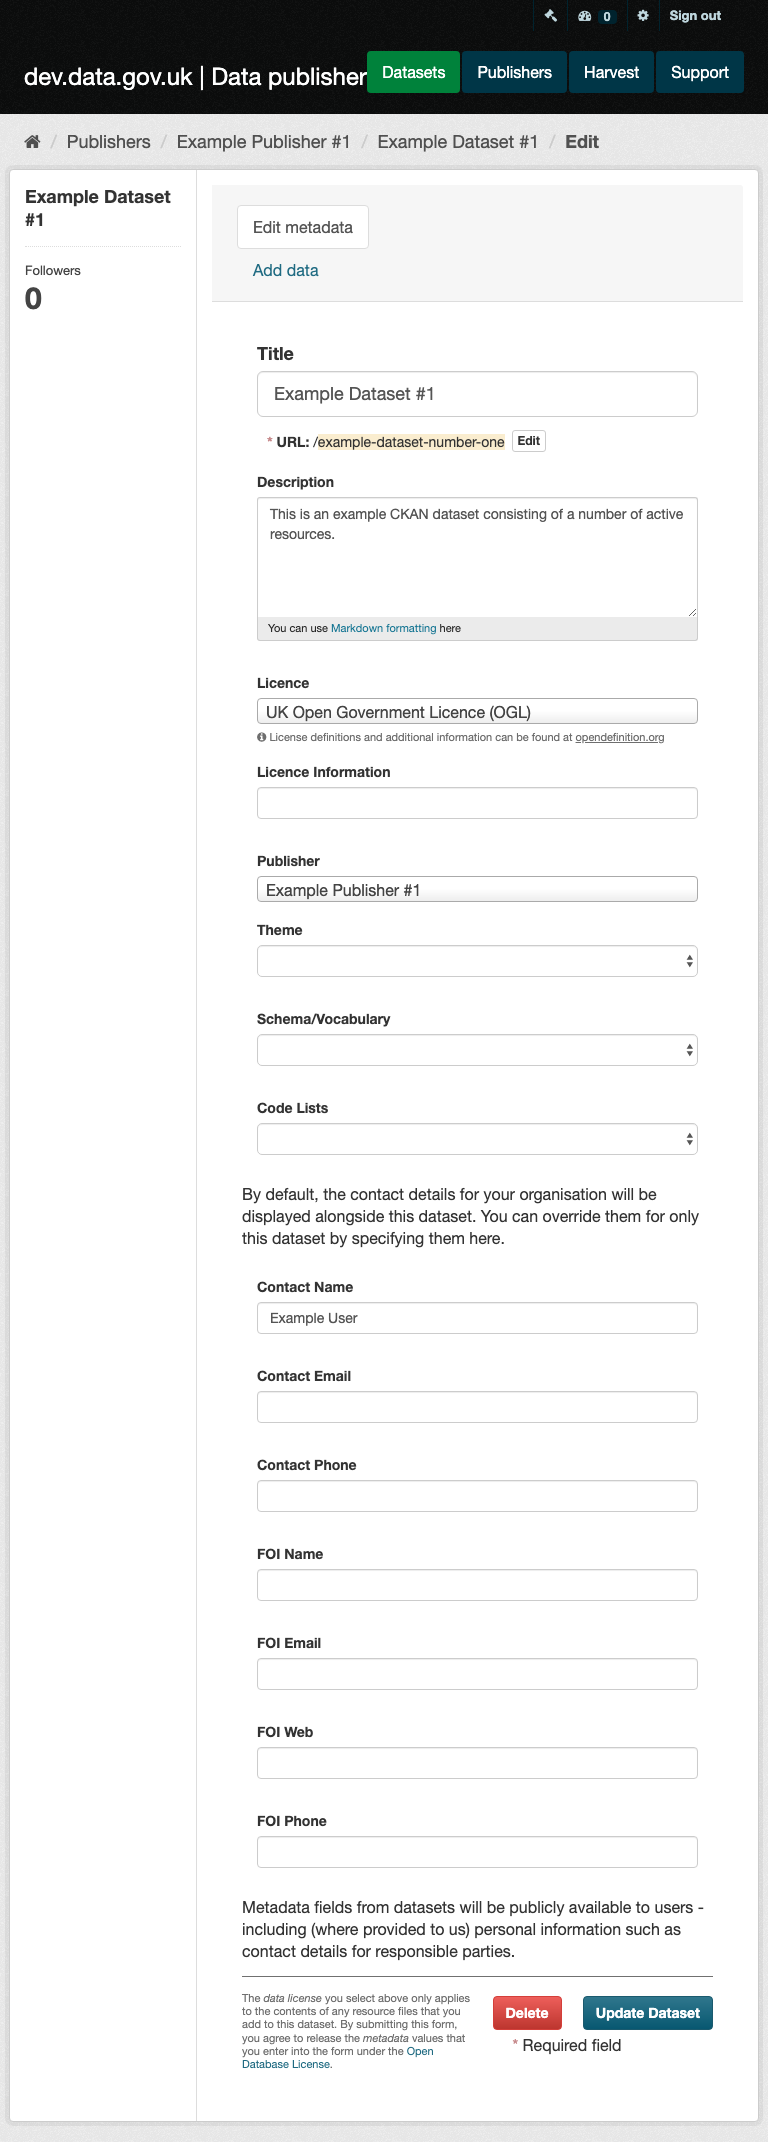 0
Sign out
dev.data.gov.uk | Data publisher
Datasets
Publishers
Harvest
Support
/ Publishers / Example Publisher #1 / Example Dataset #1 / Edit
Example Dataset
#1
Followers
0
Edit metadata
Add data
Title
Example Dataset #1
* URL: /example-dataset-number-one Edit
Description
This is an example CKAN dataset consisting of a number of active
resources.
You can use Markdown formatting here
Licence
UK Open Government Licence (OGL)
License definitions and additional information can be found at opendefinition.org
Licence Information
Publisher
Example Publisher #1
Theme
Schema/Vocabulary
Code Lists
By default, the contact details for your organisation will be
displayed alongside this dataset. You can override them for only
this dataset by specifying them here.
Contact Name
Example User
Contact Email
Contact Phone
FOI Name
FOI Email
FOI Web
FOI Phone
Metadata fields from datasets will be publicly available to users -
including (where provided to us) personal information such as
contact details for responsible parties.
The data license you select above only applies
to the contents of any resource files that you
add to this dataset. By submitting this form,
you agree to release the metadata values that
you enter into the form under the Open
Database License.
Delete
Update Dataset
* Required field